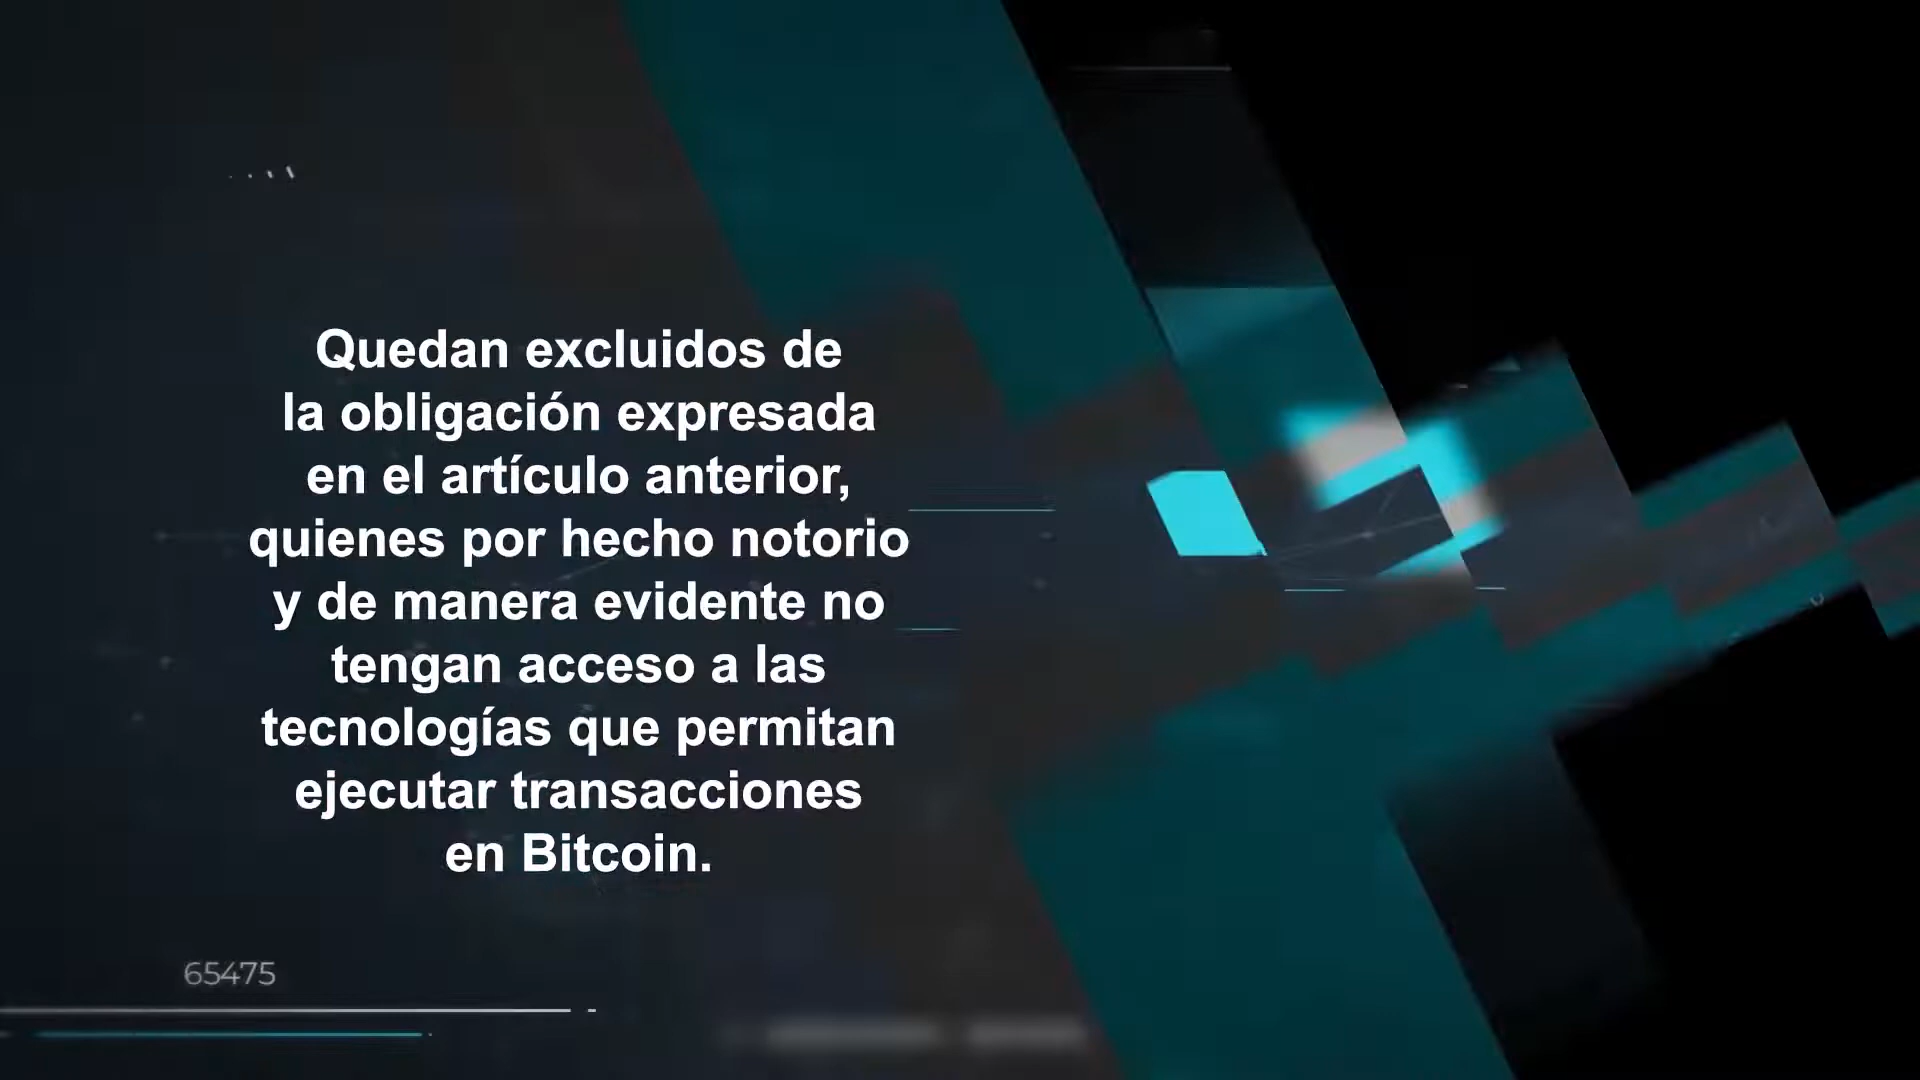 Quedan excluidos de
la obligación expresada
en el artículo anterior,
quienes por hecho notorio
y de manera evidente no
tengan acceso a las
tecnologías que permitan
ejecutar transacciones
en Bitcoin.
65475